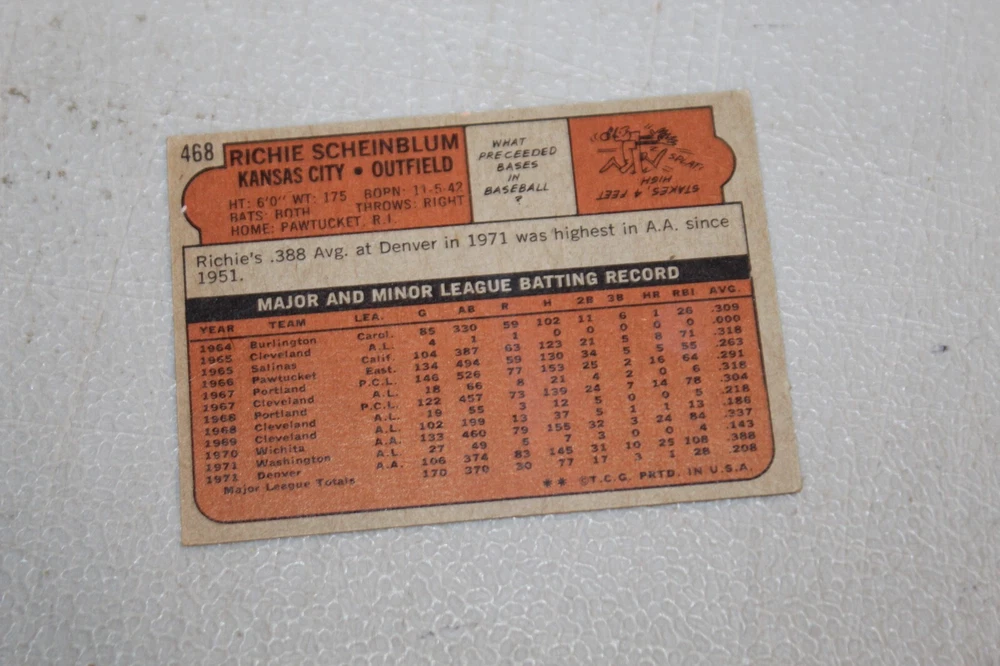 468
RICHIE SCHEINBLUM
KANSAS CITY • OUTFIELD
HT: 6'0" WT: 175 BORN: 11-5-42
BATS: BOTH THROWS: RIGHT
HOME: PAWTUCKET, R.I.
WHAT
PRECEEDED
BASES
IN
BASEBALL
?
SPLAT!
STAKES, 4 FEET
HIGH
Richie's .388 Avg. at Denver in 1971 was highest in A.A. since
1951.
MAJOR AND MINOR LEAGUE BATTING RECORD
YEAR TEAM LEA. G AB R H 2B 3B HR RBI AVG.
1964 Burlington Carol. 85 330 59 102 11 6 1 26 .309
1965 Cleveland A.L. 4 1 1 0 0 0 0 0 .000
1965 Salinas Calif. 104 387 63 123 21 5 8 71 .318
1966 Pawtucket East. 134 494 59 130 34 5 5 55 .263
1967 Portland P.C.L. 146 526 77 153 25 2 16 64 .291
1967 Cleveland A.L. 18 66 8 21 4 2 0 6 .318
1968 Portland P.C.L. 122 457 73 139 24 7 14 78 .304
1968 Cleveland A.L. 19 55 3 12 5 0 0 5 .218
1969 Cleveland A.L. 102 199 13 37 5 1 1 13 .186
1970 Wichita A.A. 133 460 79 155 32 3 24 84 .337
1971 Washington A.L 27 49 5 7 3 0 0 4 .143
1971 Denver A.A. 106 374 83 145 31 10 25 108 .388
Major League Totals 170 370 30 77 17 3 1 28 .208
** ©T.C.G. PRTD. IN U.S.A.